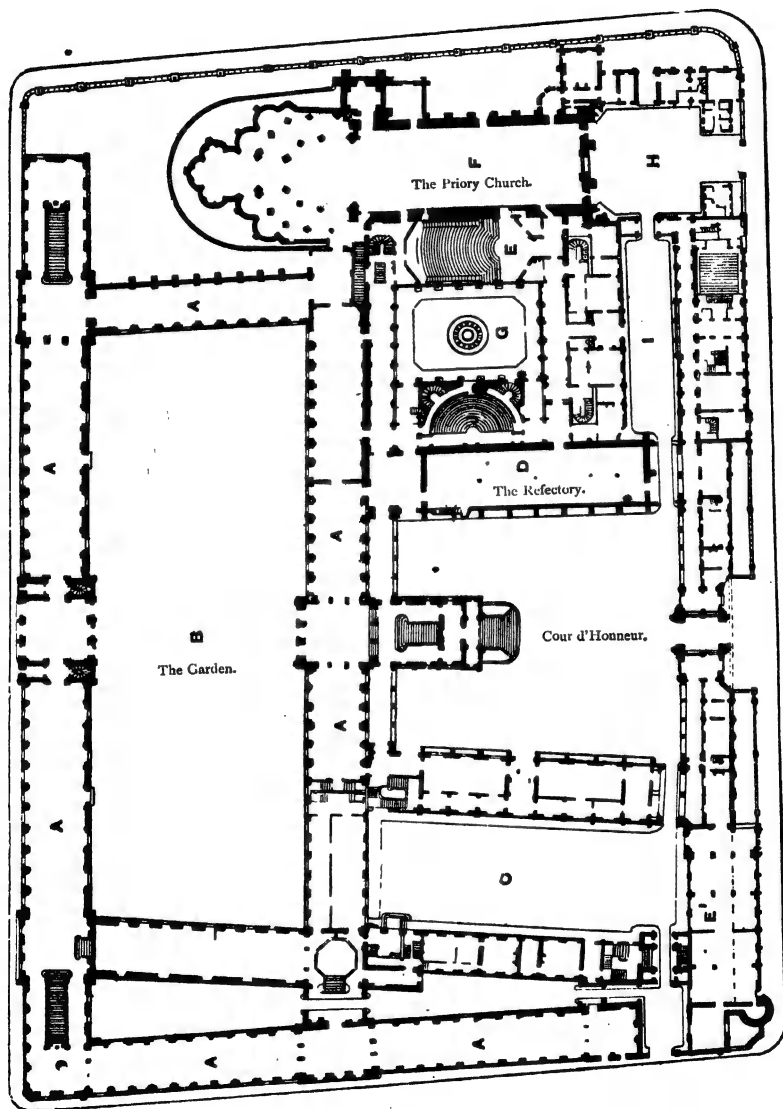 F
The Priory Church.
H
A
E
G
I
A
D
The Refectory.
A
B
The Garden.
Cour d'Honneur.
A
A
C
E'
A
A